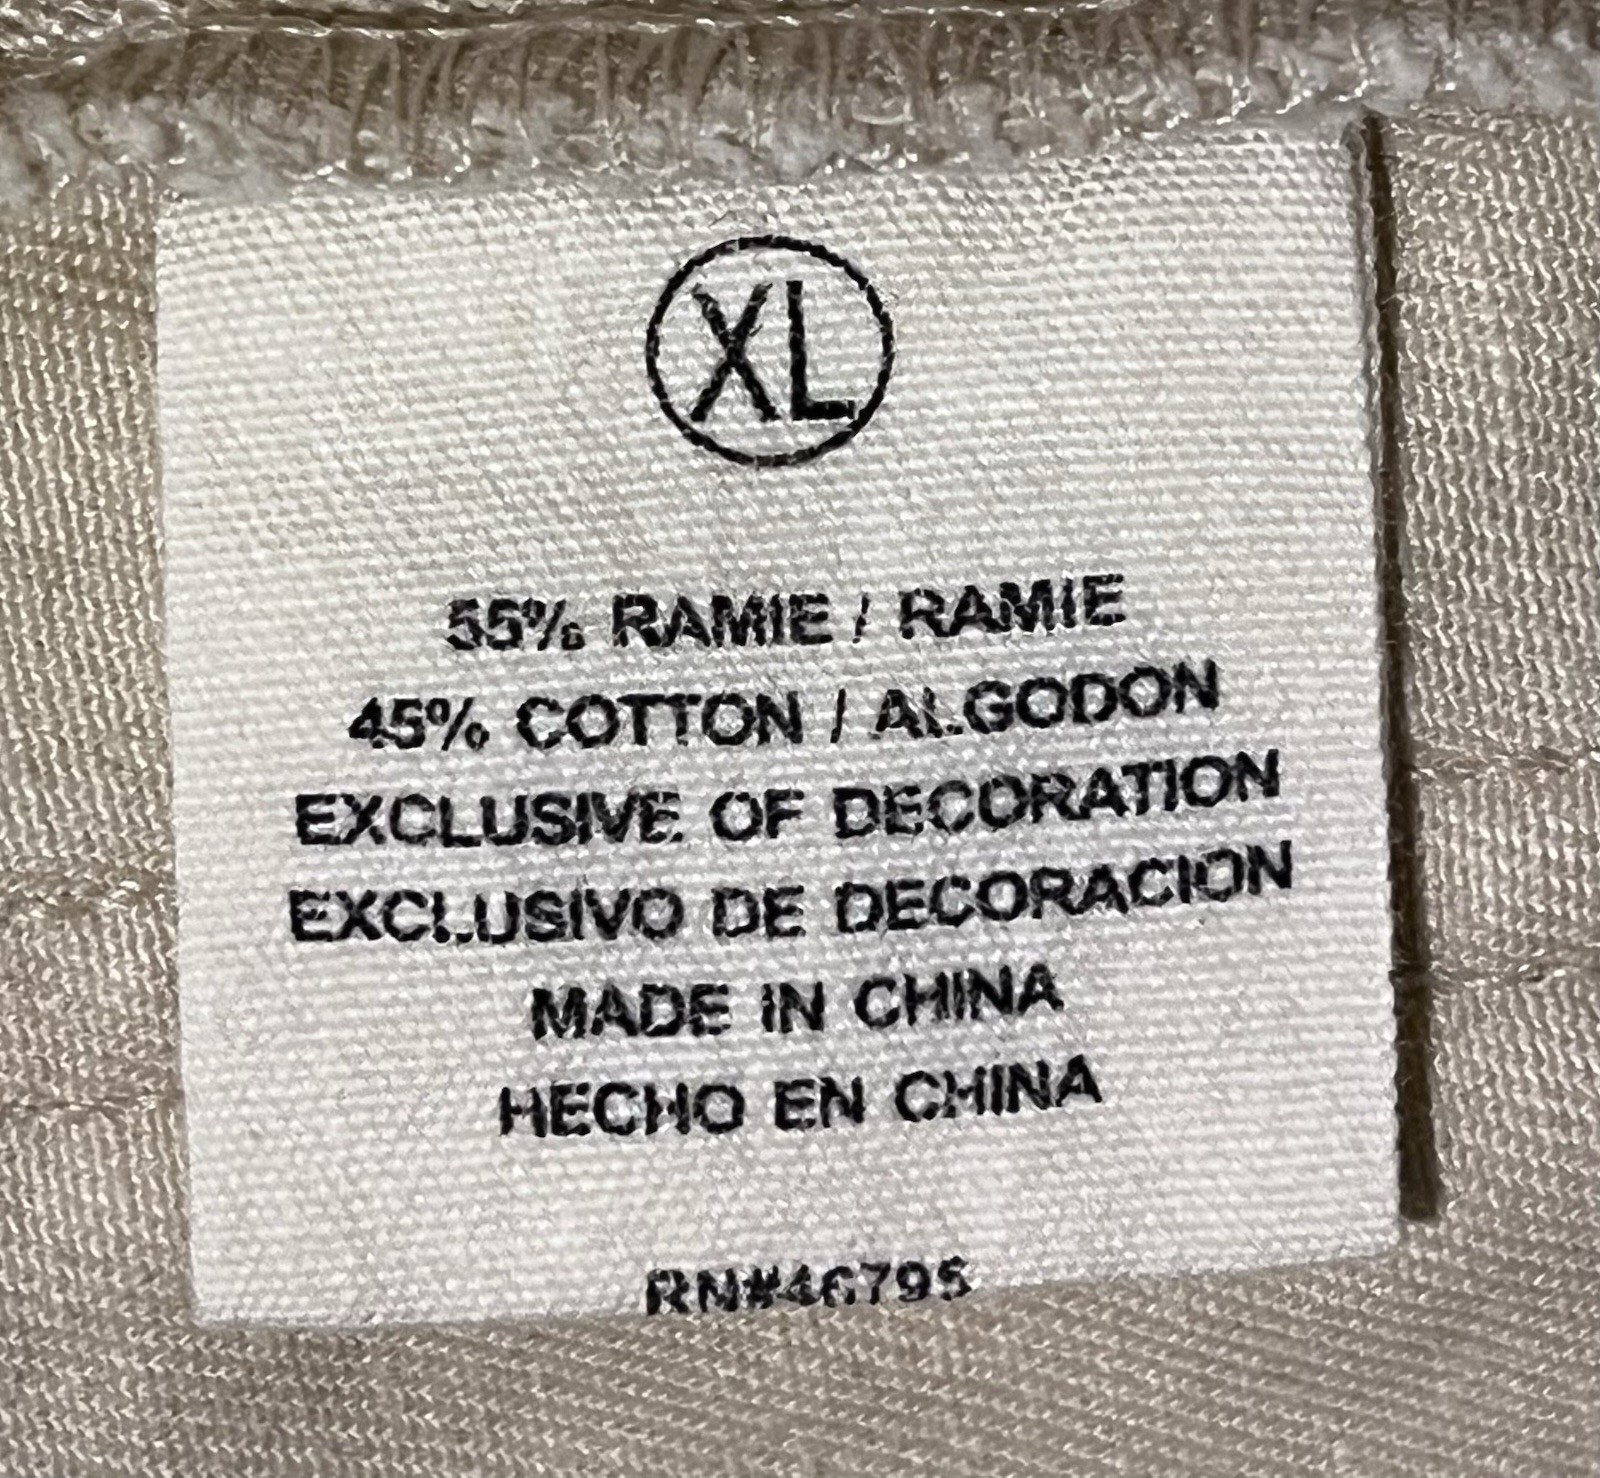 XL
55% RAMIE / RAMIE
45% COTTON / ALGODON
EXCLUSIVE OF DECORATION
EXCLUSIVO DE DECORACION
MADE IN CHINA
HECHO EN CHINA
RN#46795